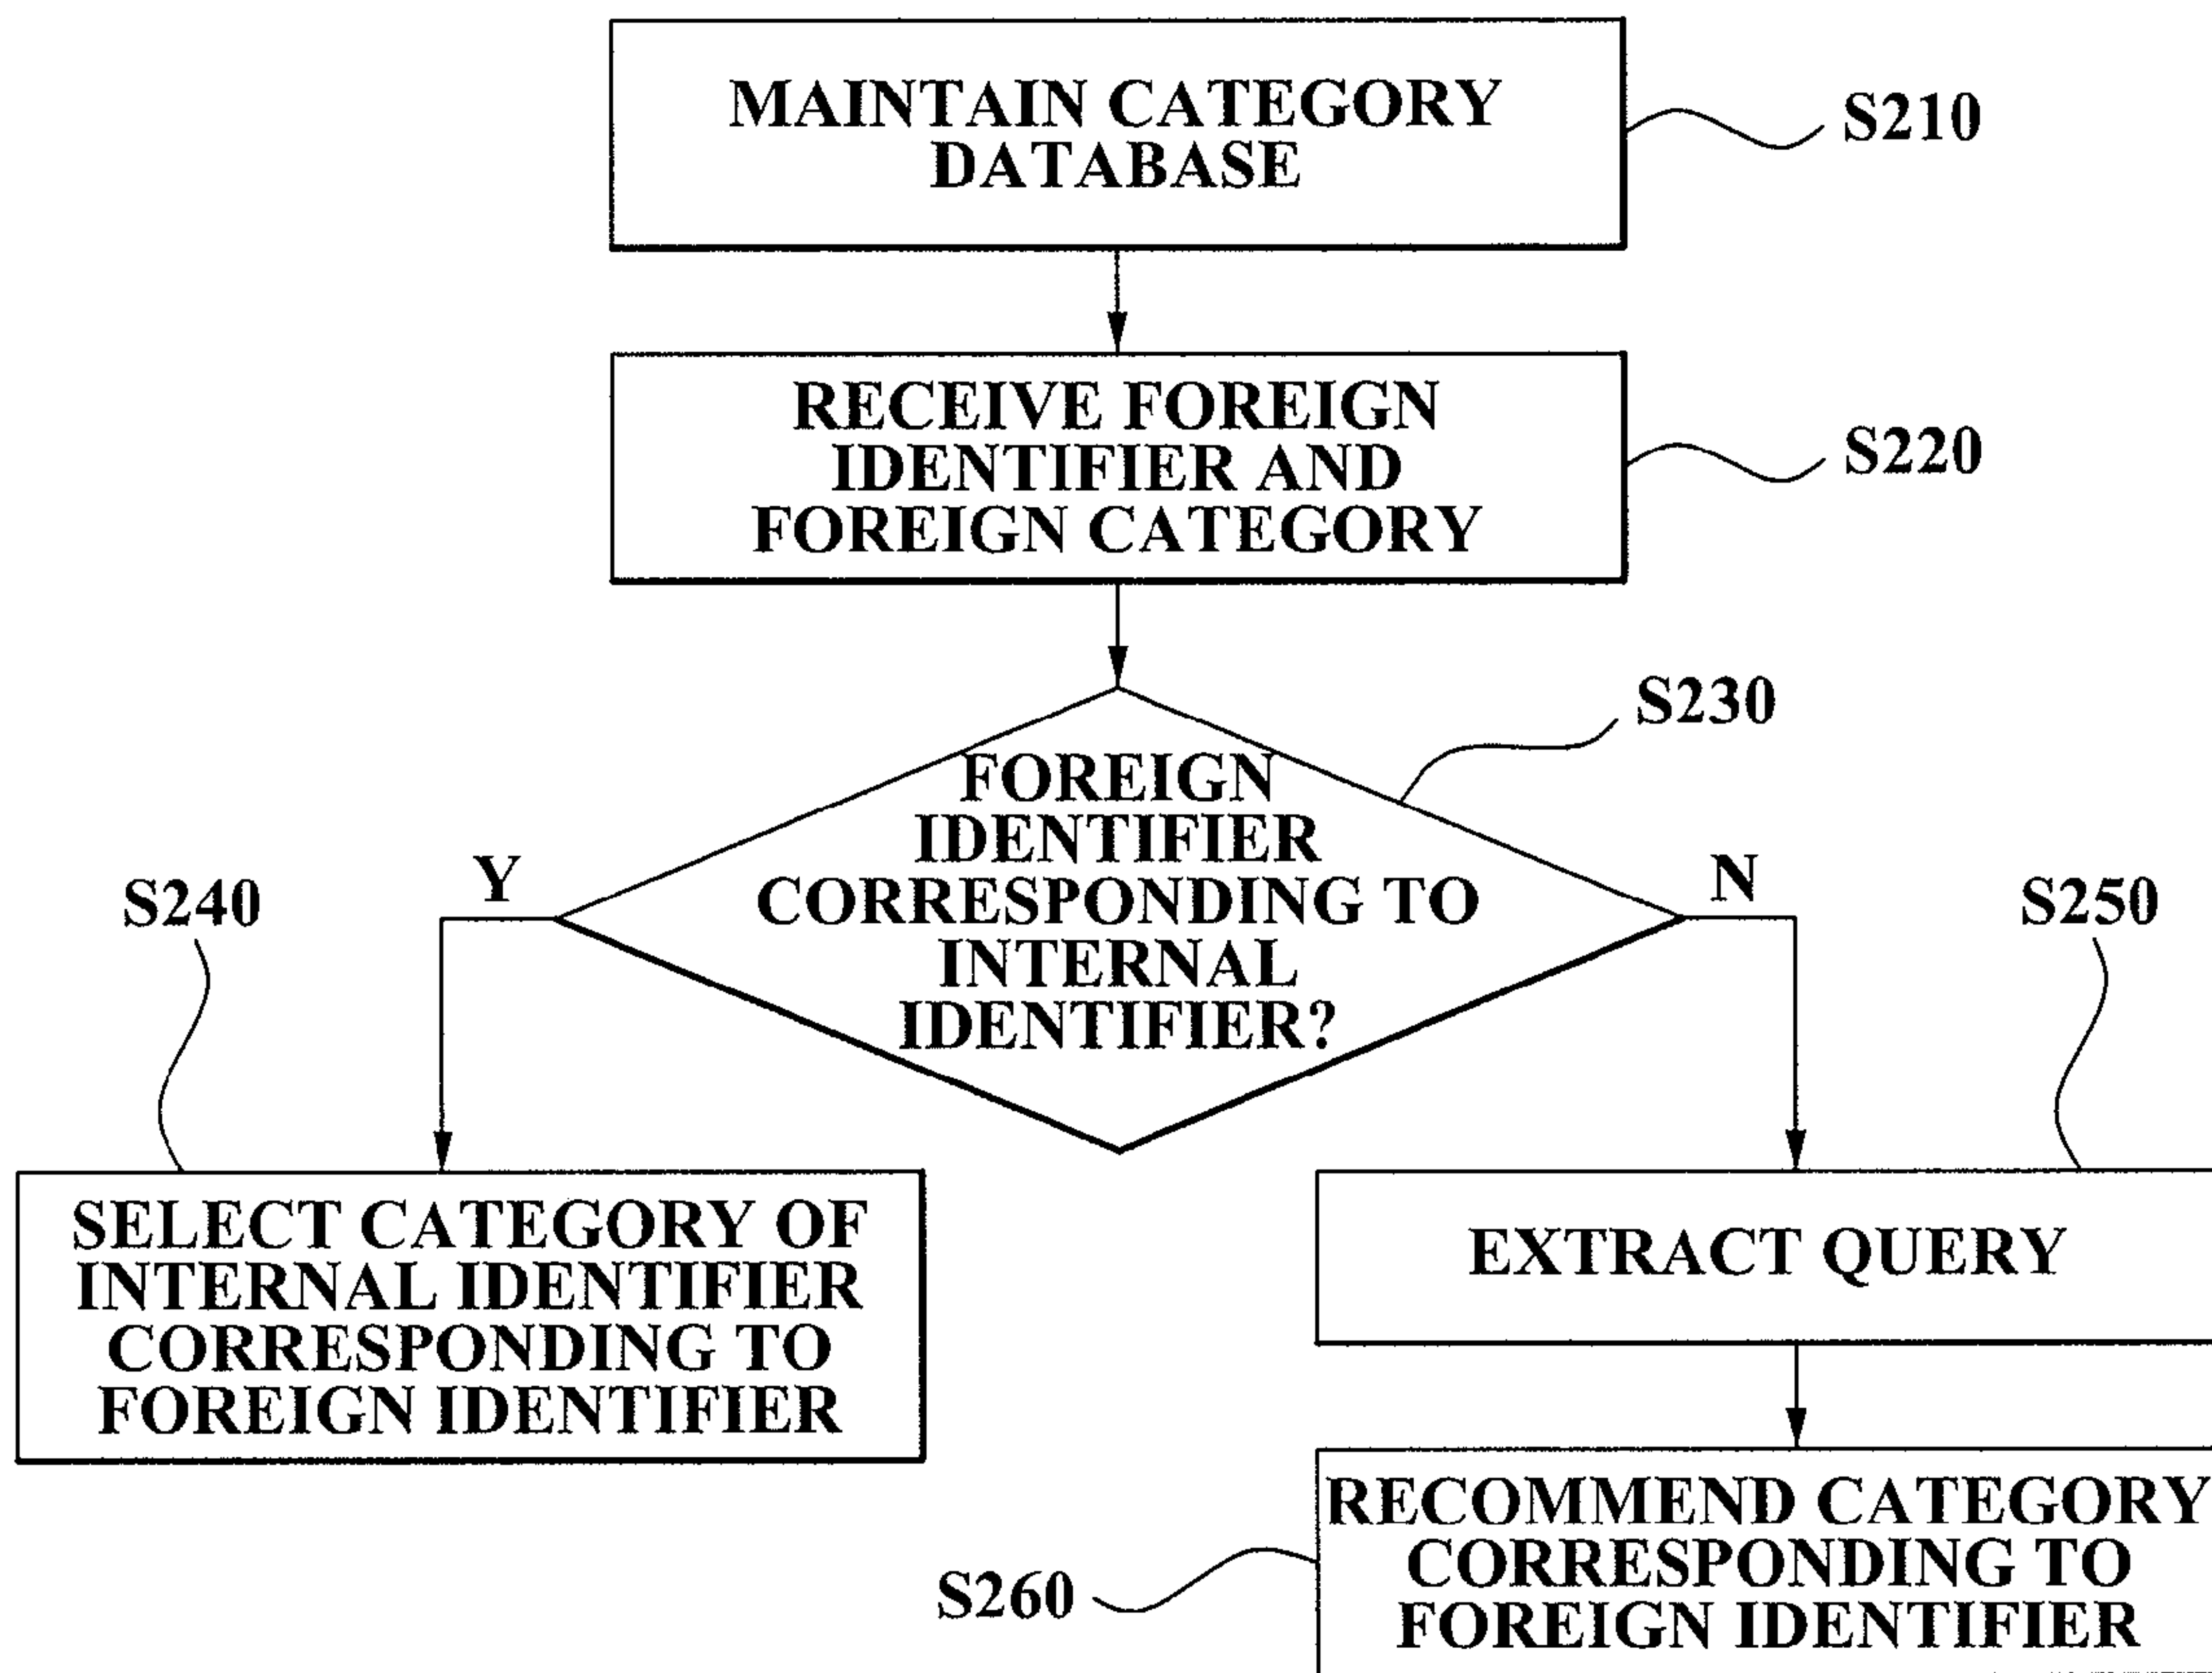 MAINTAIN CATEGORY
DATABASE
S210
RECEIVE FOREIGN
IDENTIFIER AND
FOREIGN CATEGORY
S220
S230
FOREIGN
IDENTIFIER
CORRESPONDING TO
INTERNAL
IDENTIFIER?
Y
N
S240
S250
SELECT CATEGORY OF
INTERNAL IDENTIFIER
CORRESPONDING TO
FOREIGN IDENTIFIER
EXTRACT QUERY
RECOMMEND CATEGORY
CORRESPONDING TO
FOREIGN IDENTIFIER
S260